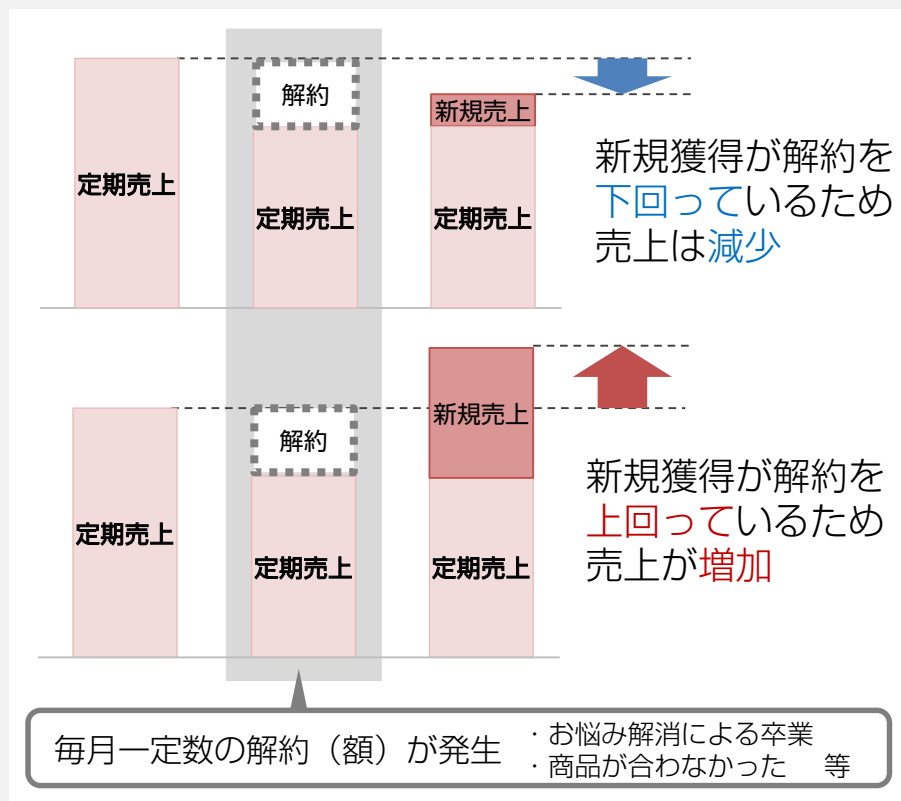 定期売上
解約
定期売上
新規売上
定期売上
新規獲得が解約を
下回っているため
売上は減少
定期売上
解約
定期売上
新規売上
定期売上
新規獲得が解約を
上回っているため
売上が増加
毎月一定数の解約（額）が発生
・お悩み解消による卒業
・商品が合わなかった　等